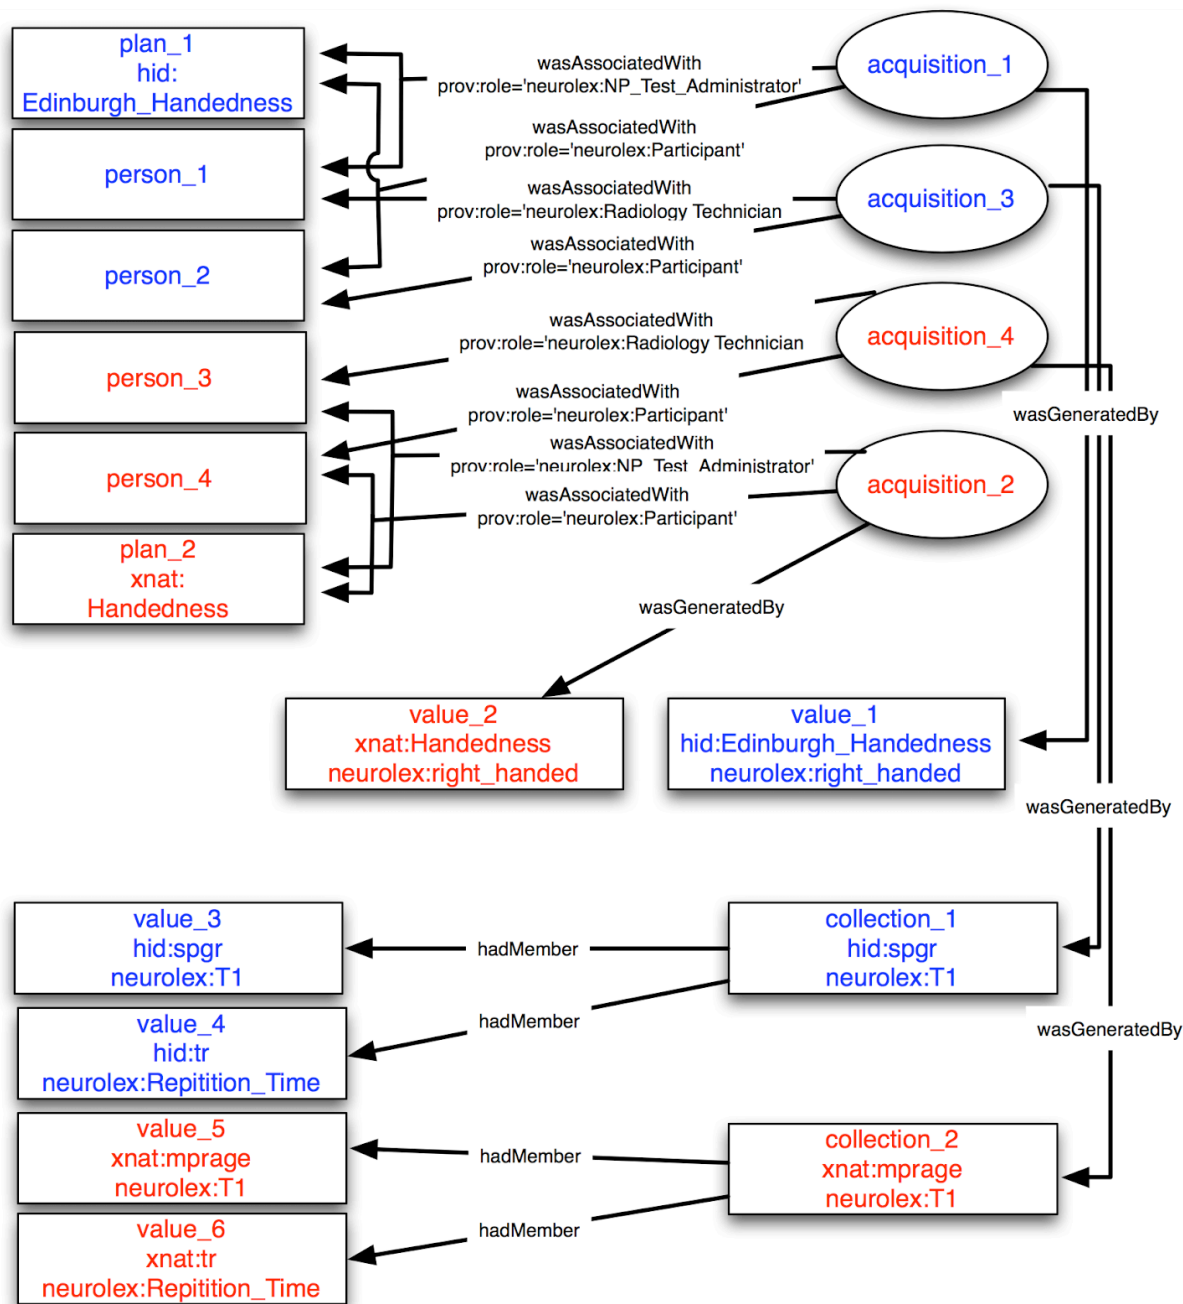 plan_1
hid:
Edinburgh_Handedness
person_1
person_2
person_3
person_4
plan_2
xnat:
Handedness
wasAssociatedWith
prov:role='neurolex:NP_Test_Administrator'
wasAssociatedWith
prov:role='neurolex:Participant'
wasAssociatedWith
prov:role='neurolex:Radiology Technician
wasAssociatedWith
prov:role='neurolex:Participant'
wasAssociatedWith
prov:role='neurolex:Radiology Technician
wasAssociatedWith
prov:role='neurolex:Participant'
wasAssociatedWith
prov:role='neurolex:NP_Test_Administrator'
wasAssociatedWith
prov:role='neurolex:Participant'
acquisition_1
acquisition_3
acquisition_4
acquisition_2
wasGeneratedBy
wasGeneratedBy
value_2
xnat:Handedness
neurolex:right_handed
value_1
hid:Edinburgh_Handedness
neurolex:right_handed
wasGeneratedBy
value_3
hid:spgr
neurolex:T1
hadMember
collection_1
hid:spgr
neurolex:T1
value_4
hid:tr
neurolex:Repitition_Time
hadMember
wasGeneratedBy
value_5
xnat:mprage
neurolex:T1
hadMember
collection_2
xnat:mprage
neurolex:T1
value_6
xnat:tr
neurolex:Repitition_Time
hadMember